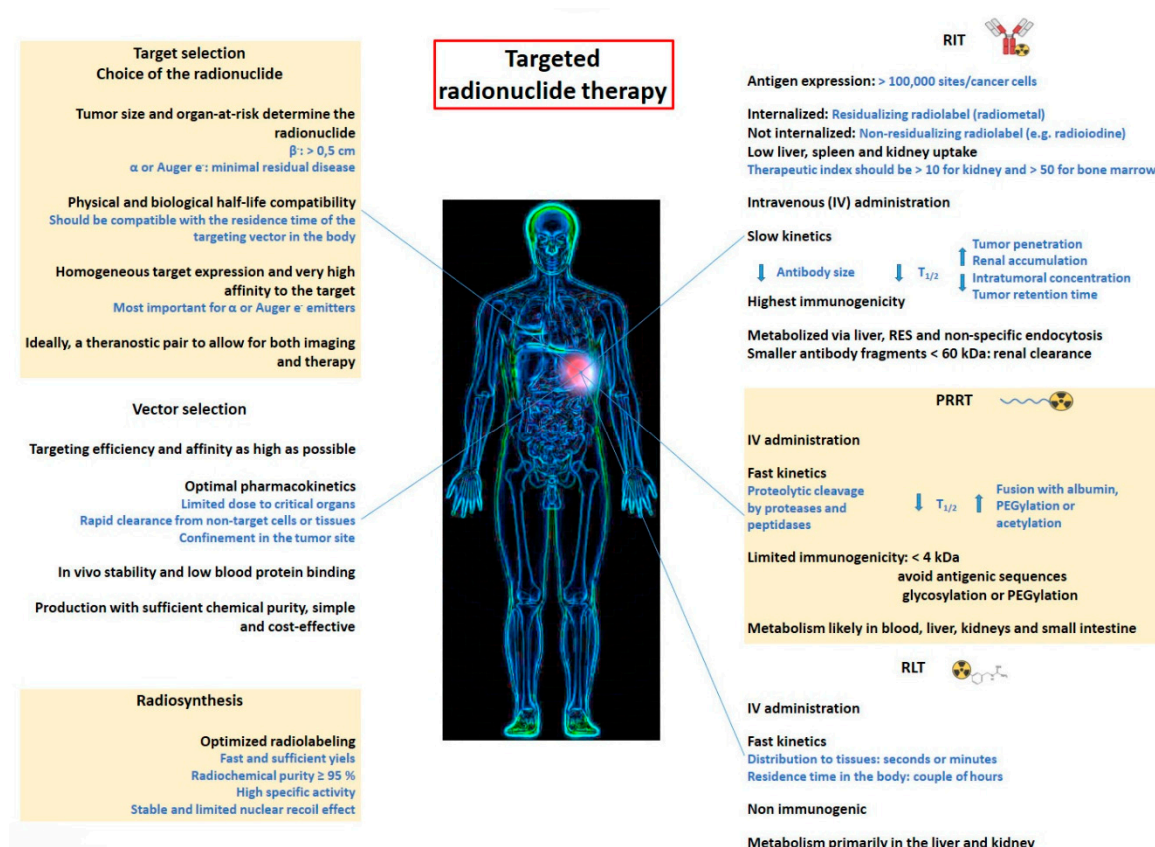 Targeted
radionuclide therapy
Target selection
Choice of the radionuclide
Tumor size and organ-at-risk determine the
radionuclide
β⁻: > 0,5 cm
α or Auger e⁻: minimal residual disease
Physical and biological half-life compatibility
Should be compatible with the residence time of the
targeting vector in the body
Homogeneous target expression and very high
affinity to the target
Most important for α or Auger e⁻ emitters
Ideally, a theranostic pair to allow for both imaging
and therapy
Vector selection
Targeting efficiency and affinity as high as possible
Optimal pharmacokinetics
Limited dose to critical organs
Rapid clearance from non-target cells or tissues
Confinement in the tumor site
In vivo stability and low blood protein binding
Production with sufficient chemical purity, simple
and cost-effective
Radiosynthesis
Optimized radiolabeling
Fast and sufficient yiels
Radiochemical purity ≥ 95 %
High specific activity
Stable and limited nuclear recoil effect
RIT
Antigen expression: > 100,000 sites/cancer cells
Internalized: Residualizing radiolabel (radiometal)
Not internalized: Non-residualizing radiolabel (e.g. radioiodine)
Low liver, spleen and kidney uptake
Therapeutic index should be > 10 for kidney and > 50 for bone marrow
Intravenous (IV) administration
Slow kinetics
↓ Antibody size ↓ T1/2
↑ Tumor penetration
Renal accumulation
↓ Intratumoral concentration
Tumor retention time
Highest immunogenicity
Metabolized via liver, RES and non-specific endocytosis
Smaller antibody fragments < 60 kDa: renal clearance
PRRT
IV administration
Fast kinetics
Proteolytic cleavage
by proteases and
peptidases
↓ T1/2 ↑
Fusion with albumin,
PEGylation or
acetylation
Limited immunogenicity: < 4 kDa
avoid antigenic sequences
glycosylation or PEGylation
Metabolism likely in blood, liver, kidneys and small intestine
RLT
IV administration
Fast kinetics
Distribution to tissues: seconds or minutes
Residence time in the body: couple of hours
Non immunogenic
Metabolism primarily in the liver and kidney